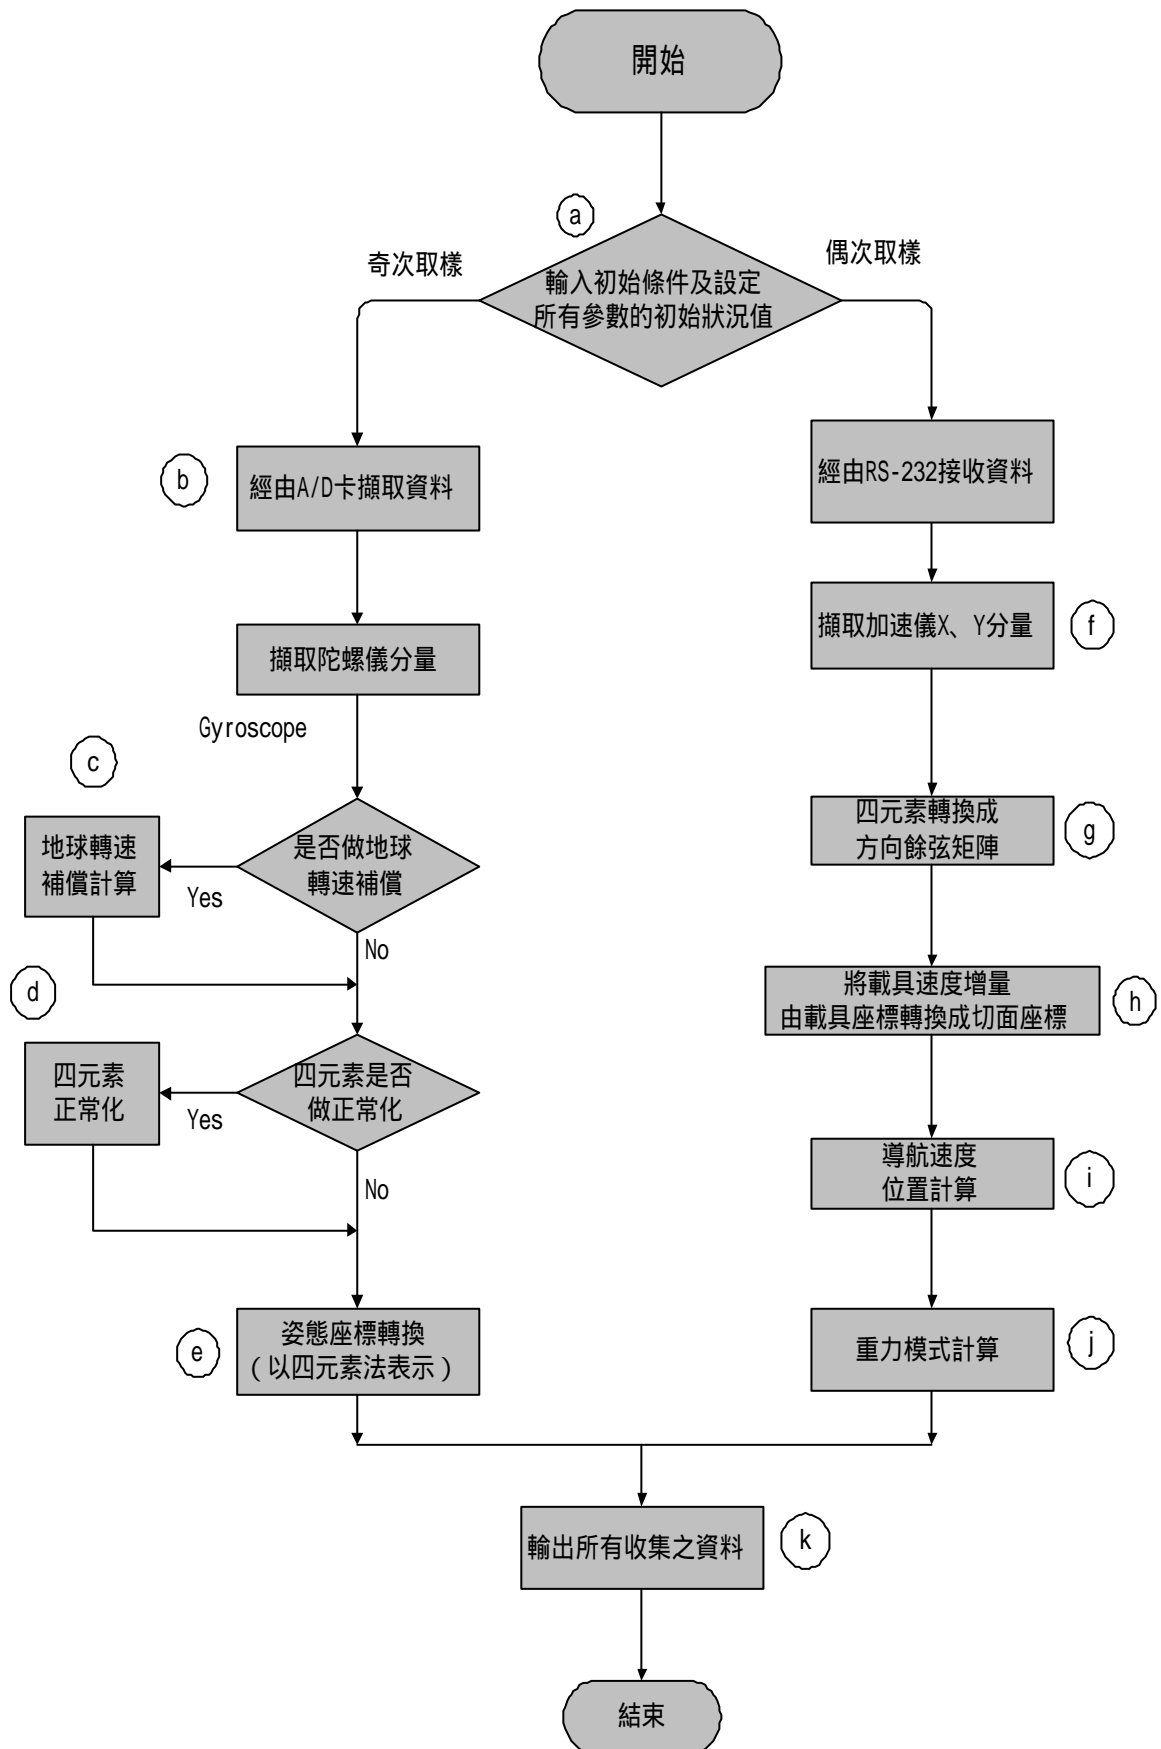 開始
a
奇次取樣
偶次取樣
輸入初始條件及設定
所有參數的初始狀況值
b
經由A/D卡擷取資料
經由RS-232接收資料
擷取陀螺儀分量
擷取加速儀X、Y分量
f
Gyroscope
c
地球轉速
補償計算
Yes
是否做地球
轉速補償
No
四元素轉換成
方向餘弦矩陣
g
d
將載具速度增量
由載具座標轉換成切面座標
h
四元素
正常化
Yes
四元素是否
做正常化
No
導航速度
位置計算
i
e
姿態座標轉換
(以四元素法表示)
重力模式計算
j
輸出所有收集之資料
k
結束